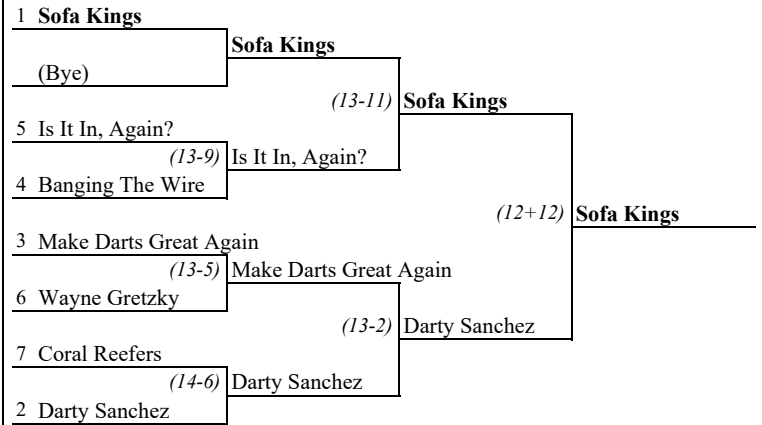 1 Sofa Kings
Sofa Kings
(Bye)
(13-11) Sofa Kings
5 Is It In, Again?
(13-9) Is It In, Again?
4 Banging The Wire
(12+12) Sofa Kings
3 Make Darts Great Again
(13-5) Make Darts Great Again
6 Wayne Gretzky
(13-2) Darty Sanchez
7 Coral Reefers
(14-6) Darty Sanchez
2 Darty Sanchez